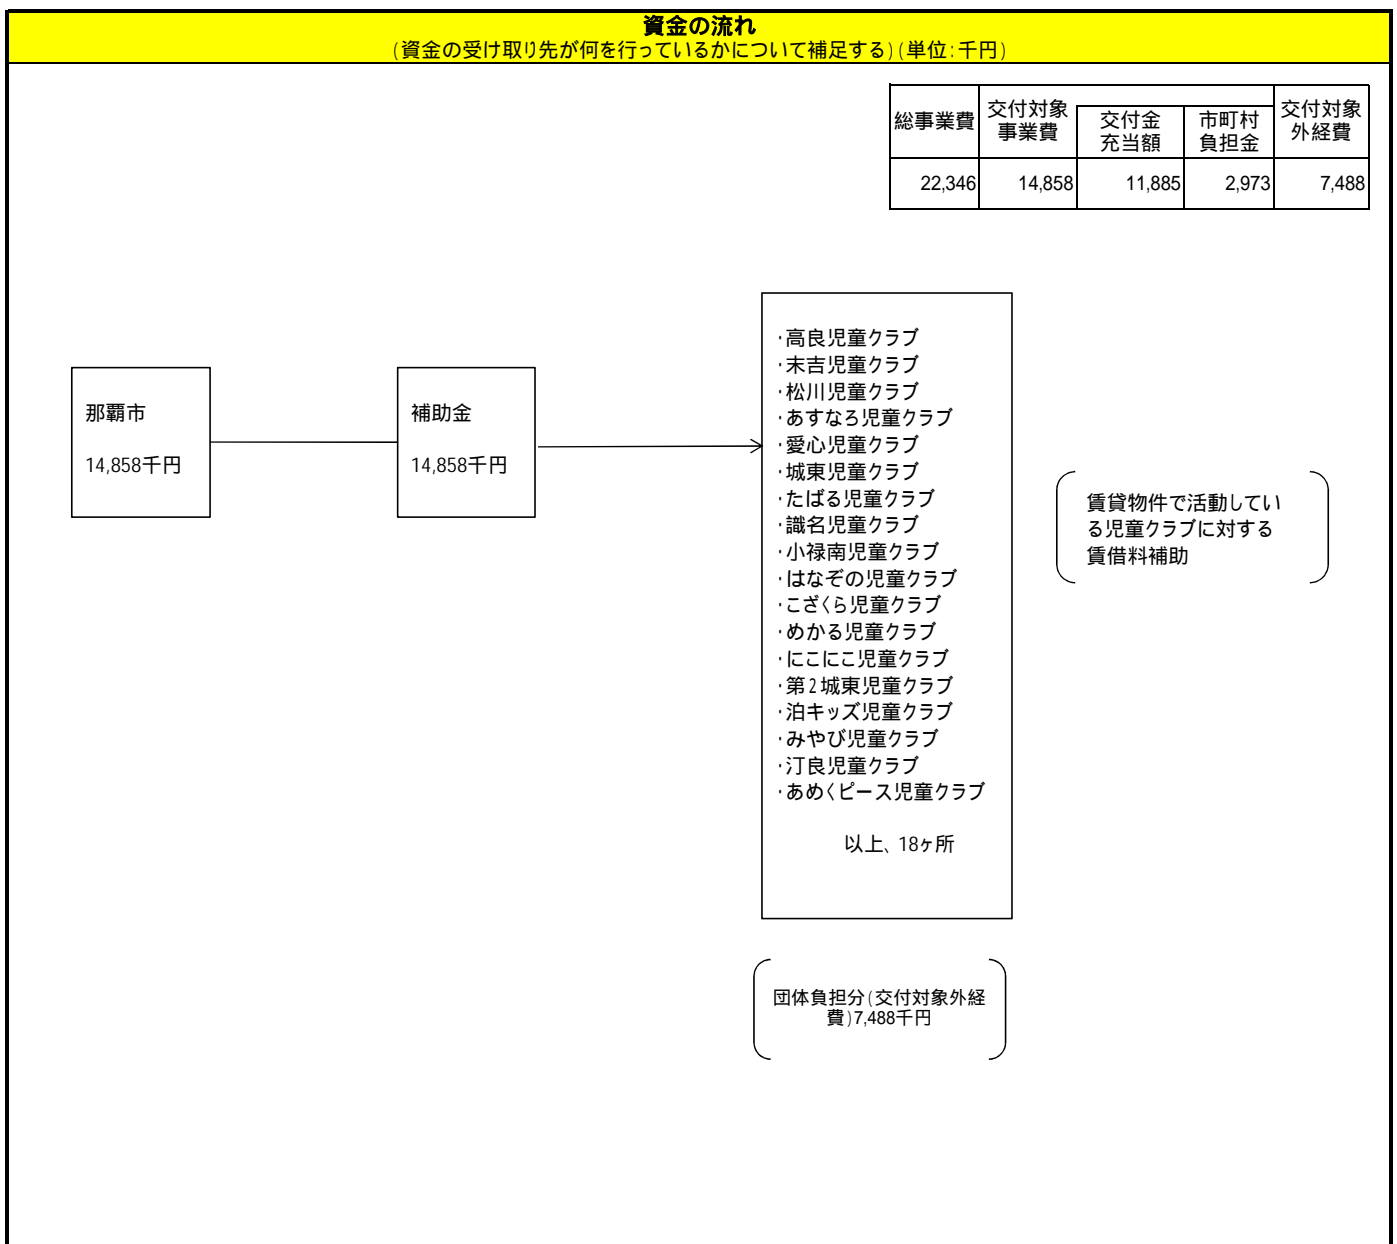 資金の流れ
(資金の受け取り先が何を行っているかについて補足する)(単位:千円)
総事業費
交付対象
事業費
交付金
充当額
市町村
負担金
交付対象
外経費
22,346 14,858 11,885 2,973 7,488
那覇市
14,858千円
補助金
14,858千円
・高良児童クラブ
・末吉児童クラブ
・松川児童クラブ
・あすなろ児童クラブ
・愛心児童クラブ
・城東児童クラブ
・たばる児童クラブ
・識名児童クラブ
・小禄南児童クラブ
・はなぞの児童クラブ
・こざくら児童クラブ
・めかる児童クラブ
・にこにこ児童クラブ
・第2城東児童クラブ
・泊キッズ児童クラブ
・みやび児童クラブ
・汀良児童クラブ
・あめくピース児童クラブ
以上、18ヶ所
賃貸物件で活動してい
る児童クラブに対する
賃借料補助
団体負担分(交付対象外経
費)7,488千円